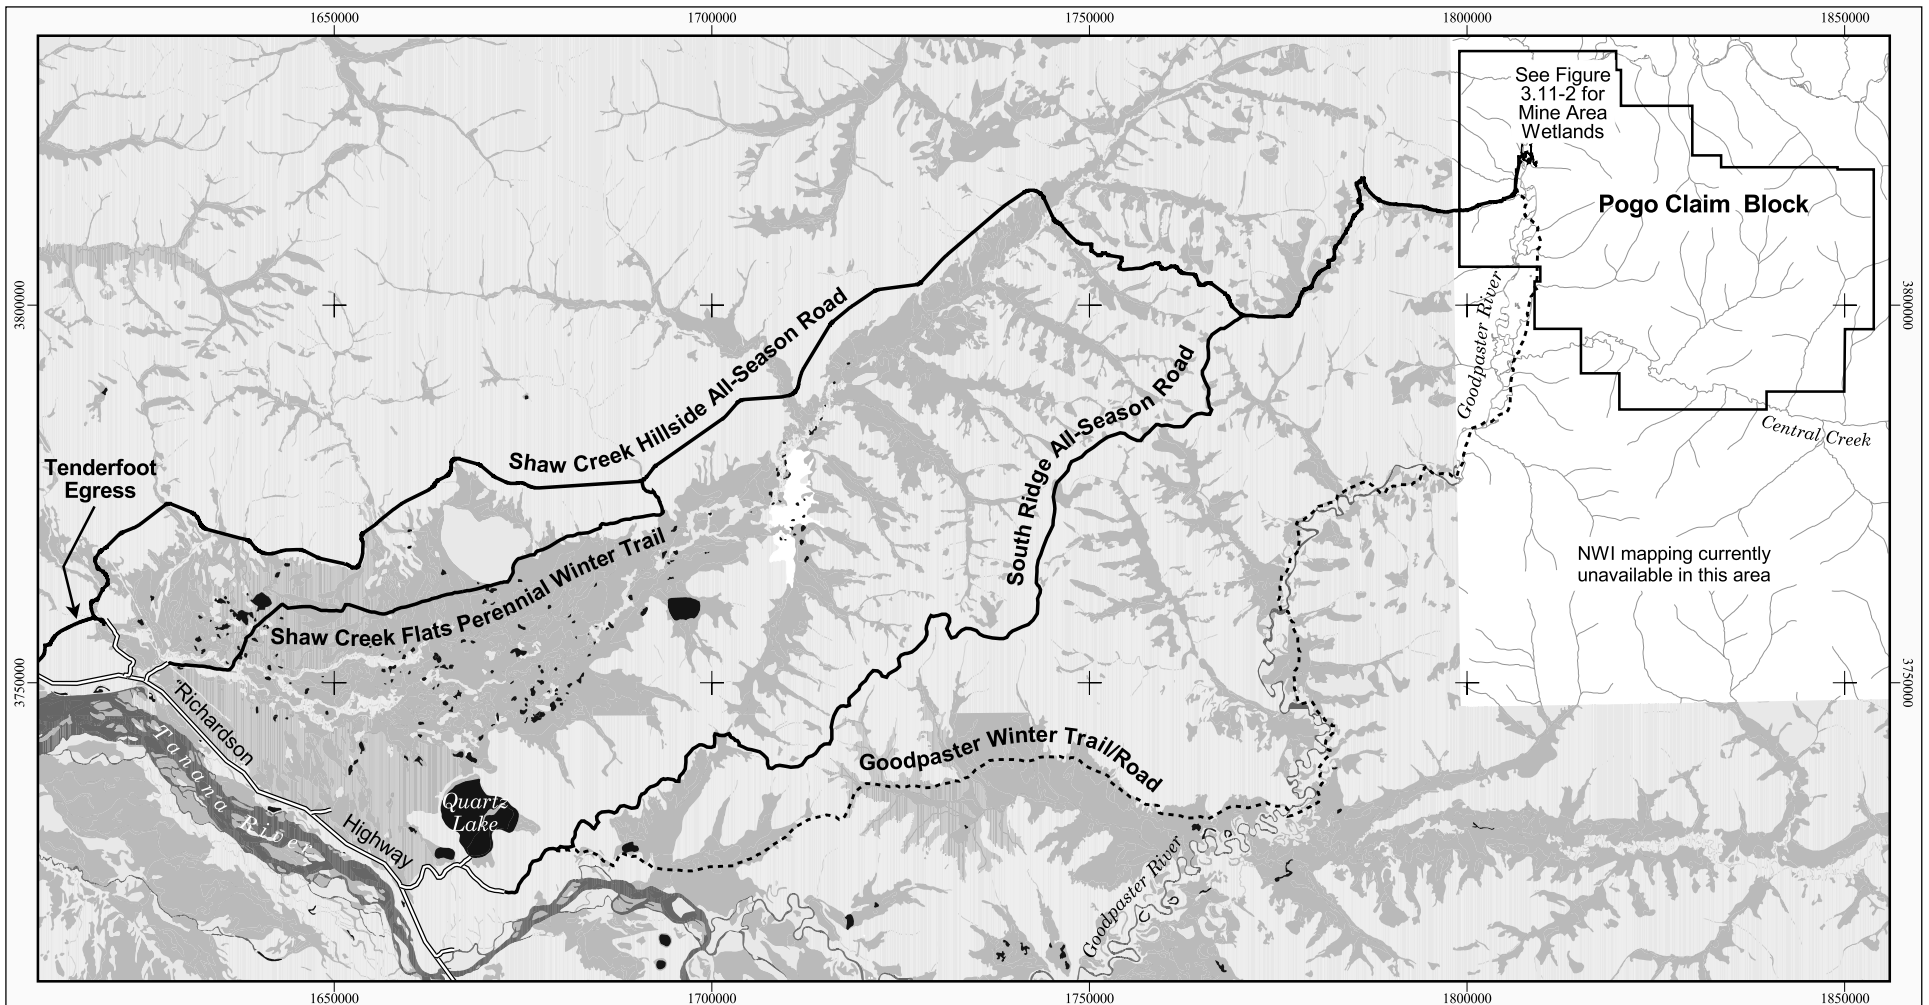 1650000
1700000
1750000
1800000
1850000
See Figure
3.11-2 for
Mine Area
Wetlands
Pogo Claim Block
3800000
3800000
Goodpaster River
Shaw Creek Hillside All-Season Road
South Ridge All-Season Road
Central Creek
Tenderfoot
Egress
NWI mapping currently
unavailable in this area
Shaw Creek Flats Perennial Winter Trail
3750000
3750000
Richardson
Highway
Tanana
River
Goodpaster Winter Trail/Road
Quartz
Lake
Goodpaster River
1650000
1700000
1750000
1800000
1850000